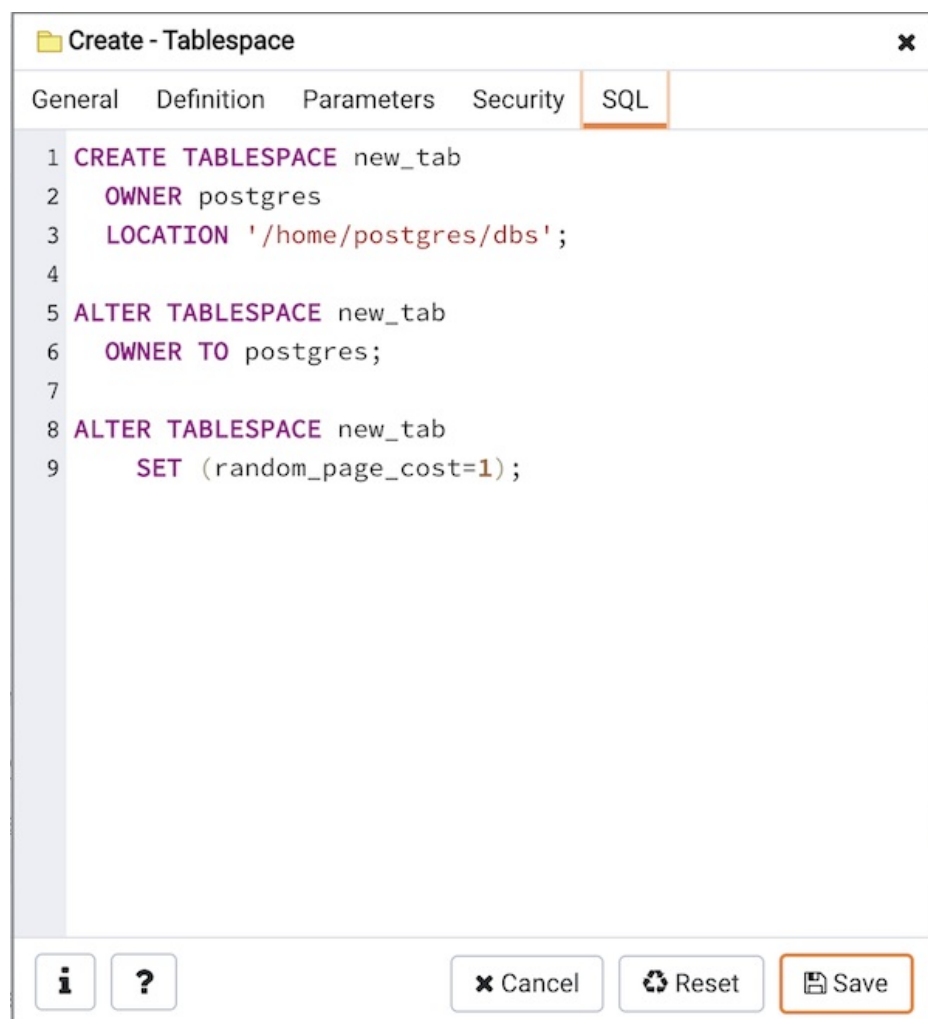 Create - Tablespace
General Definition Parameters Security SQL
1 CREATE TABLESPACE new_tab
2 OWNER postgres
3 LOCATION '/home/postgres/dbs';
4
5 ALTER TABLESPACE new_tab
6 OWNER TO postgres;
7
8 ALTER TABLESPACE new_tab
9 SET (random_page_cost=1);
i ? Cancel Reset Save